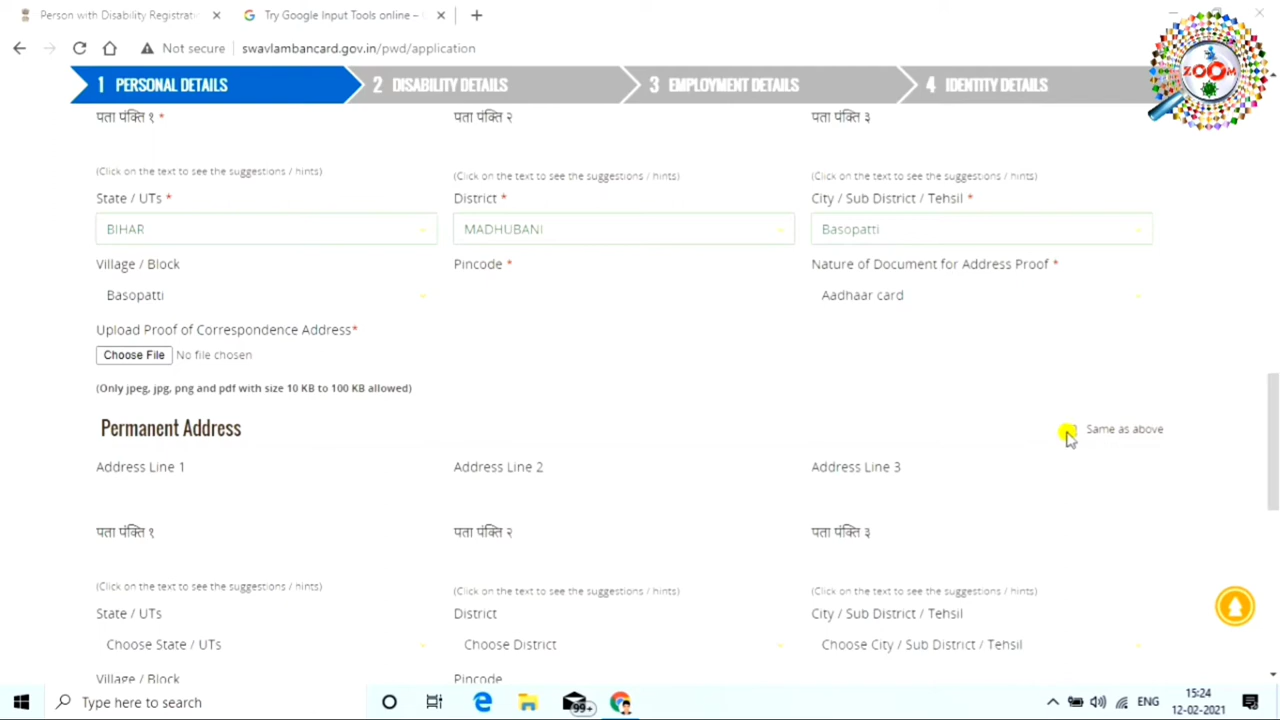 Person with Disability Registrati
Try Google Input Tools online –
Not secure
swavlambancard.gov.in/pwd/application
1 PERSONAL DETAILS
2 DISABILITY DETAILS
3 EMPLOYMENT DETAILS
4 IDENTITY DETAILS
ZOOM
पता पंक्ति १ *
पता पंक्ति २
पता पंक्ति ३
(Click on the text to see the suggestions / hints)
(Click on the text to see the suggestions / hints)
(Click on the text to see the suggestions / hints)
State / UTs *
District *
City / Sub District / Tehsil *
BIHAR
MADHUBANI
Basopatti
Village / Block
Pincode *
Nature of Document for Address Proof *
Basopatti
Aadhaar card
Upload Proof of Correspondence Address*
Choose File No file chosen
(Only jpeg, jpg, png and pdf with size 10 KB to 100 KB allowed)
Permanent Address
Same as above
Address Line 1
Address Line 2
Address Line 3
पता पंक्ति १
पता पंक्ति २
पता पंक्ति ३
(Click on the text to see the suggestions / hints)
(Click on the text to see the suggestions / hints)
(Click on the text to see the suggestions / hints)
State / UTs
District
City / Sub District / Tehsil
Choose State / UTs
Choose District
Choose City / Sub District / Tehsil
Village / Block
Pincode
Type here to search
99+
ENG
15:24
12-02-2021